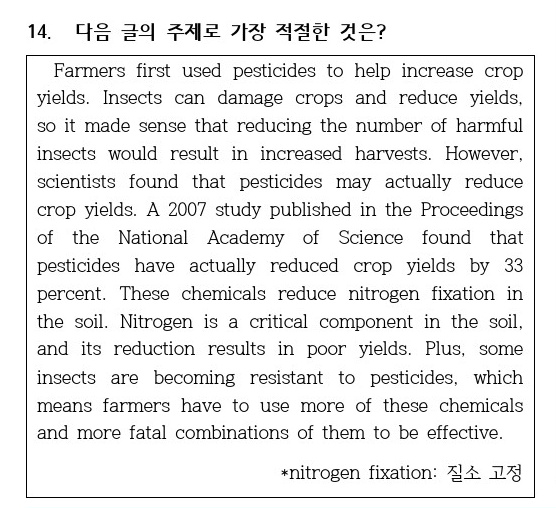 14. 다음 글의 주제로 가장 적절한 것은?
Farmers first used pesticides to help increase crop
yields. Insects can damage crops and reduce yields,
so it made sense that reducing the number of harmful
insects would result in increased harvests. However,
scientists found that pesticides may actually reduce
crop yields. A 2007 study published in the Proceedings
of the National Academy of Science found that
pesticides have actually reduced crop yields by 33
percent. These chemicals reduce nitrogen fixation in
the soil. Nitrogen is a critical component in the soil,
and its reduction results in poor yields. Plus, some
insects are becoming resistant to pesticides, which
means farmers have to use more of these chemicals
and more fatal combinations of them to be effective.
*nitrogen fixation: 질소 고정